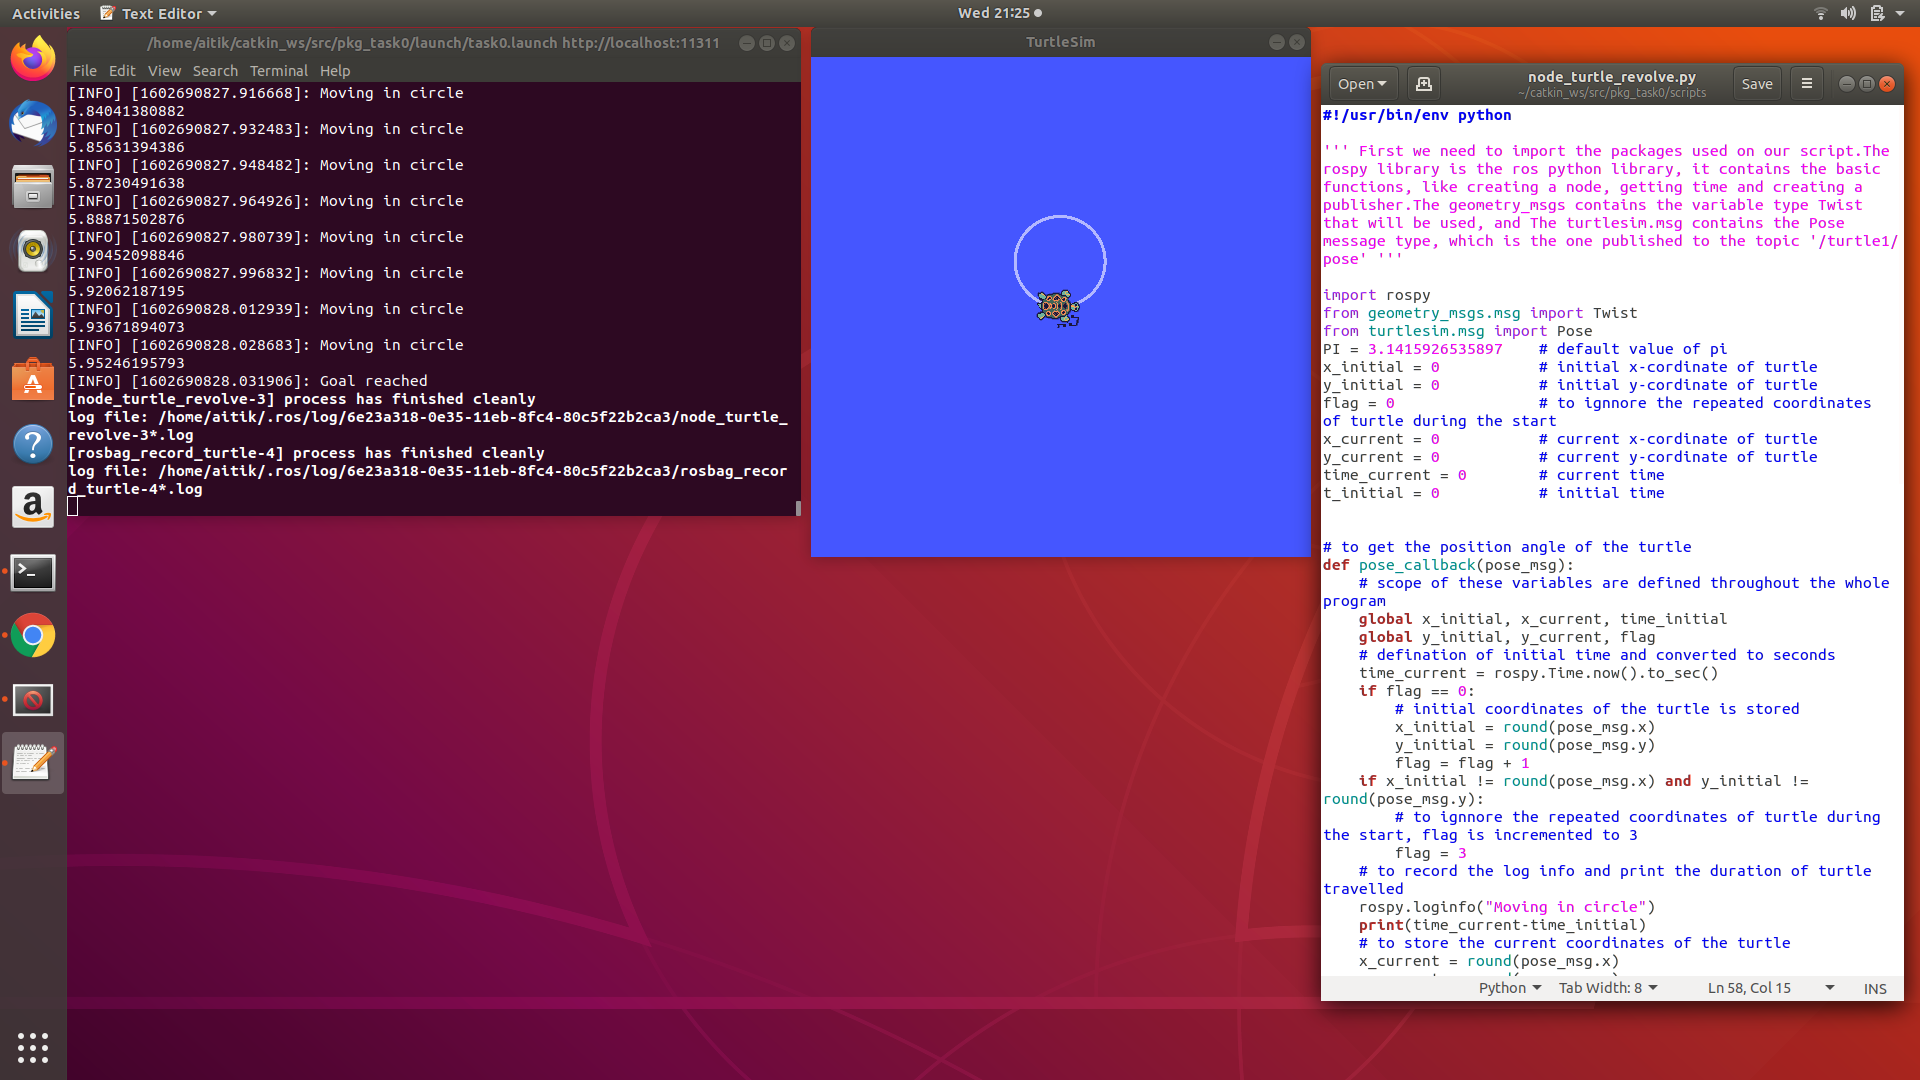 Activities
Text Editor
Wed 21:25
/home/aitik/catkin_ws/src/pkg_task0/launch/task0.launch http://localhost:11311
File Edit View Search Terminal Help
[INFO] [1602690827.916668]: Moving in circle
5.84041380882
[INFO] [1602690827.932483]: Moving in circle
5.85631394386
[INFO] [1602690827.948482]: Moving in circle
5.87230491638
[INFO] [1602690827.964926]: Moving in circle
5.88871502876
[INFO] [1602690827.980739]: Moving in circle
5.90452098846
[INFO] [1602690827.996832]: Moving in circle
5.92062187195
[INFO] [1602690828.012939]: Moving in circle
5.93671894073
[INFO] [1602690828.028683]: Moving in circle
5.95246195793
[INFO] [1602690828.031906]: Goal reached
[node_turtle_revolve-3] process has finished cleanly
log file: /home/aitik/.ros/log/6e23a318-0e35-11eb-8fc4-80c5f22b2ca3/node_turtle_
revolve-3*.log
[rosbag_record_turtle-4] process has finished cleanly
log file: /home/aitik/.ros/log/6e23a318-0e35-11eb-8fc4-80c5f22b2ca3/rosbag_recor
d_turtle-4*.log
TurtleSim
Open
node_turtle_revolve.py
~/catkin_ws/src/pkg_task0/scripts
Save
#!/usr/bin/env python
''' First we need to import the packages used on our script.The
rospy library is the ros python library, it contains the basic
functions, like creating a node, getting time and creating a
publisher.The geometry_msgs contains the variable type Twist
that will be used, and The turtlesim.msg contains the Pose
message type, which is the one published to the topic '/turtle1/
pose' '''
import rospy
from geometry_msgs.msg import Twist
from turtlesim.msg import Pose
PI = 3.1415926535897    # default value of pi
x_initial = 0           # initial x-cordinate of turtle
y_initial = 0           # initial y-cordinate of turtle
flag = 0                # to ignnore the repeated coordinates
of turtle during the start
x_current = 0           # current x-cordinate of turtle
y_current = 0           # current y-cordinate of turtle
time_current = 0        # current time
t_initial = 0           # initial time
# to get the position angle of the turtle
def pose_callback(pose_msg):
    # scope of these variables are defined throughout the whole
program
    global x_initial, x_current, time_initial
    global y_initial, y_current, flag
    # defination of initial time and converted to seconds
    time_current = rospy.Time.now().to_sec()
    if flag == 0:
        # initial coordinates of the turtle is stored
        x_initial = round(pose_msg.x)
        y_initial = round(pose_msg.y)
        flag = flag + 1
    if x_initial != round(pose_msg.x) and y_initial !=
round(pose_msg.y):
        # to ignnore the repeated coordinates of turtle during
the start, flag is incremented to 3
        flag = 3
    # to record the log info and print the duration of turtle
travelled
    rospy.loginfo("Moving in circle")
    print(time_current-time_initial)
    # to store the current coordinates of the turtle
    x_current = round(pose_msg.x)
Python
Tab Width: 8
Ln 58, Col 15
INS